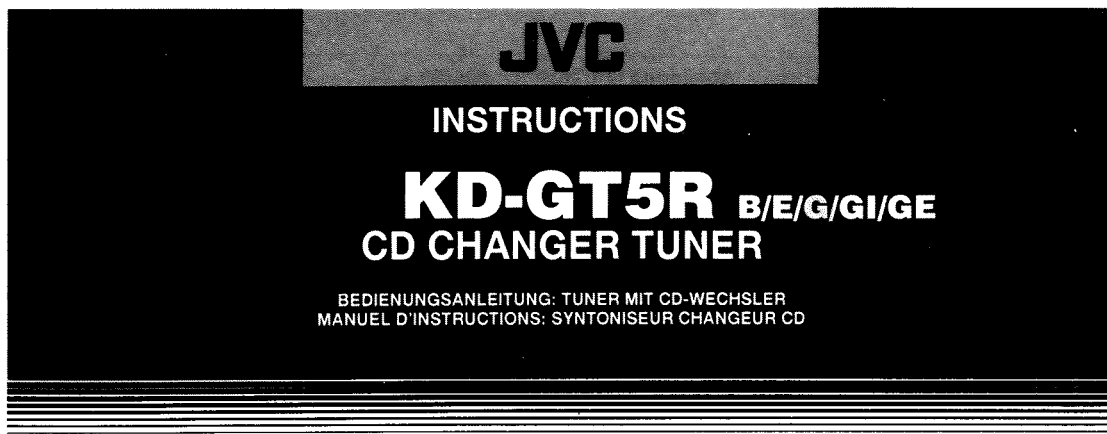 JVC
INSTRUCTIONS
KD-GT5R B/E/G/GI/GE
CD CHANGER TUNER
BEDIENUNGSANLEITUNG: TUNER MIT CD-WECHSLER
MANUEL D'INSTRUCTIONS: SYNTONISEUR CHANGEUR CD